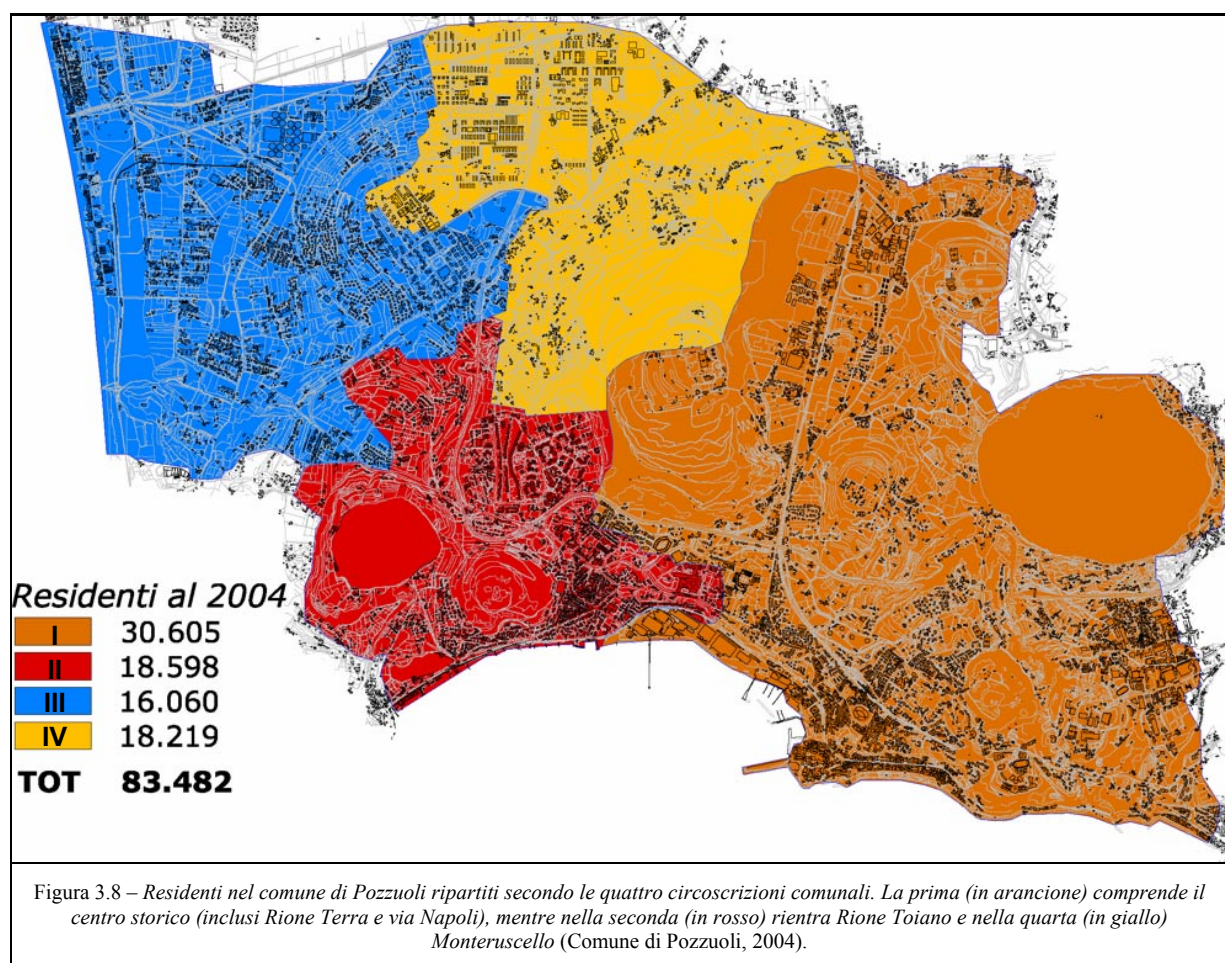 Residenti al 2004
I 30.605
II 18.598
III 16.060
IV 18.219
TOT 83.482
Figura 3.8 – Residenti nel comune di Pozzuoli ripartiti secondo le quattro circoscrizioni comunali. La prima (in arancione) comprende il
centro storico (inclusi Rione Terra e via Napoli), mentre nella seconda (in rosso) rientra Rione Toiano e nella quarta (in giallo)
Monteruscello (Comune di Pozzuoli, 2004).